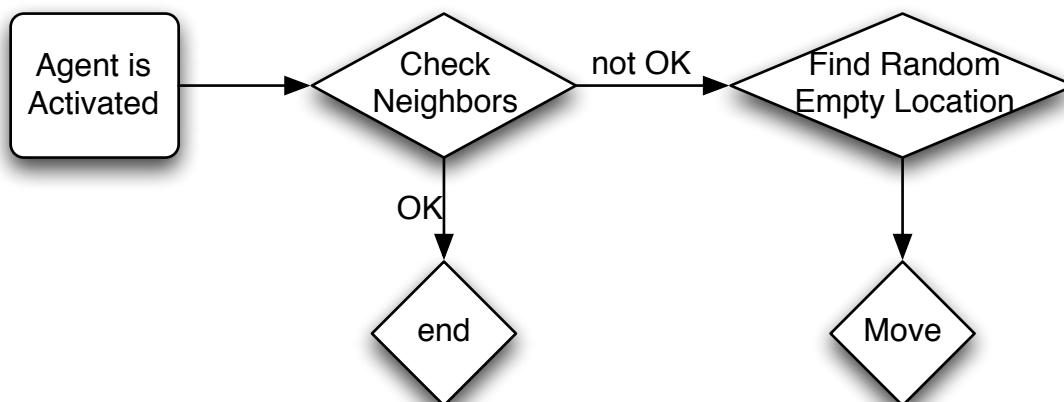 Agent is
Activated
Check
Neighbors
not OK
Find Random
Empty Location
OK
end
Move